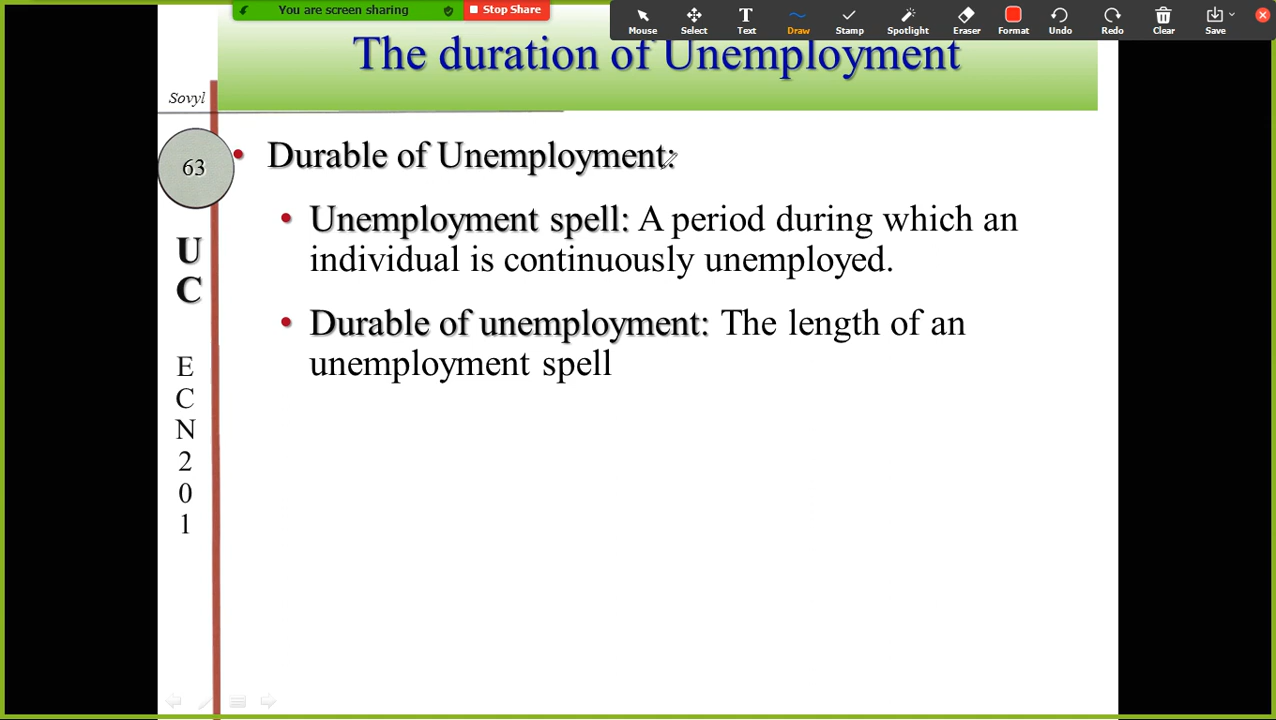 You are screen sharing
Stop Share
Mouse
Select
Text
Draw
Stamp
Spotlight
Eraser
Format
Undo
Redo
Clear
Save
The duration of Unemployment
Sovyl
63
• Durable of Unemployment:
• Unemployment spell: A period during which an
individual is continuously unemployed.
• Durable of unemployment: The length of an
unemployment spell
U
C
E
C
N
2
0
1